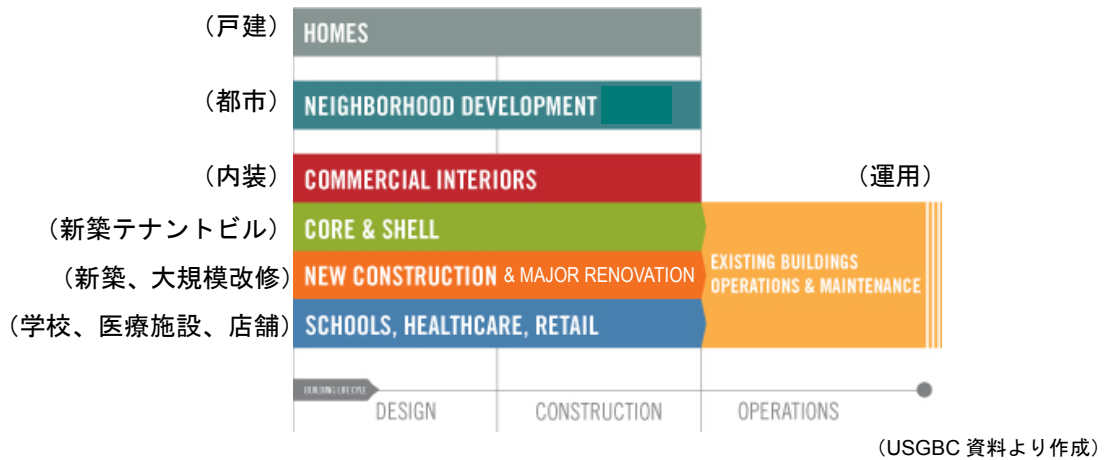 （戸建）
HOMES
（都市）
NEIGHBORHOOD DEVELOPMENT
（内装）
COMMERCIAL INTERIORS
（運用）
（新築テナントビル）
CORE & SHELL
（新築、大規模改修）
NEW CONSTRUCTION & MAJOR RENOVATION
EXISTING BUILDINGS
OPERATIONS & MAINTENANCE
（学校、医療施設、店舗）
SCHOOLS, HEALTHCARE, RETAIL
BUILDING LIFE CYCLE
DESIGN
CONSTRUCTION
OPERATIONS
（USGBC 資料より作成）